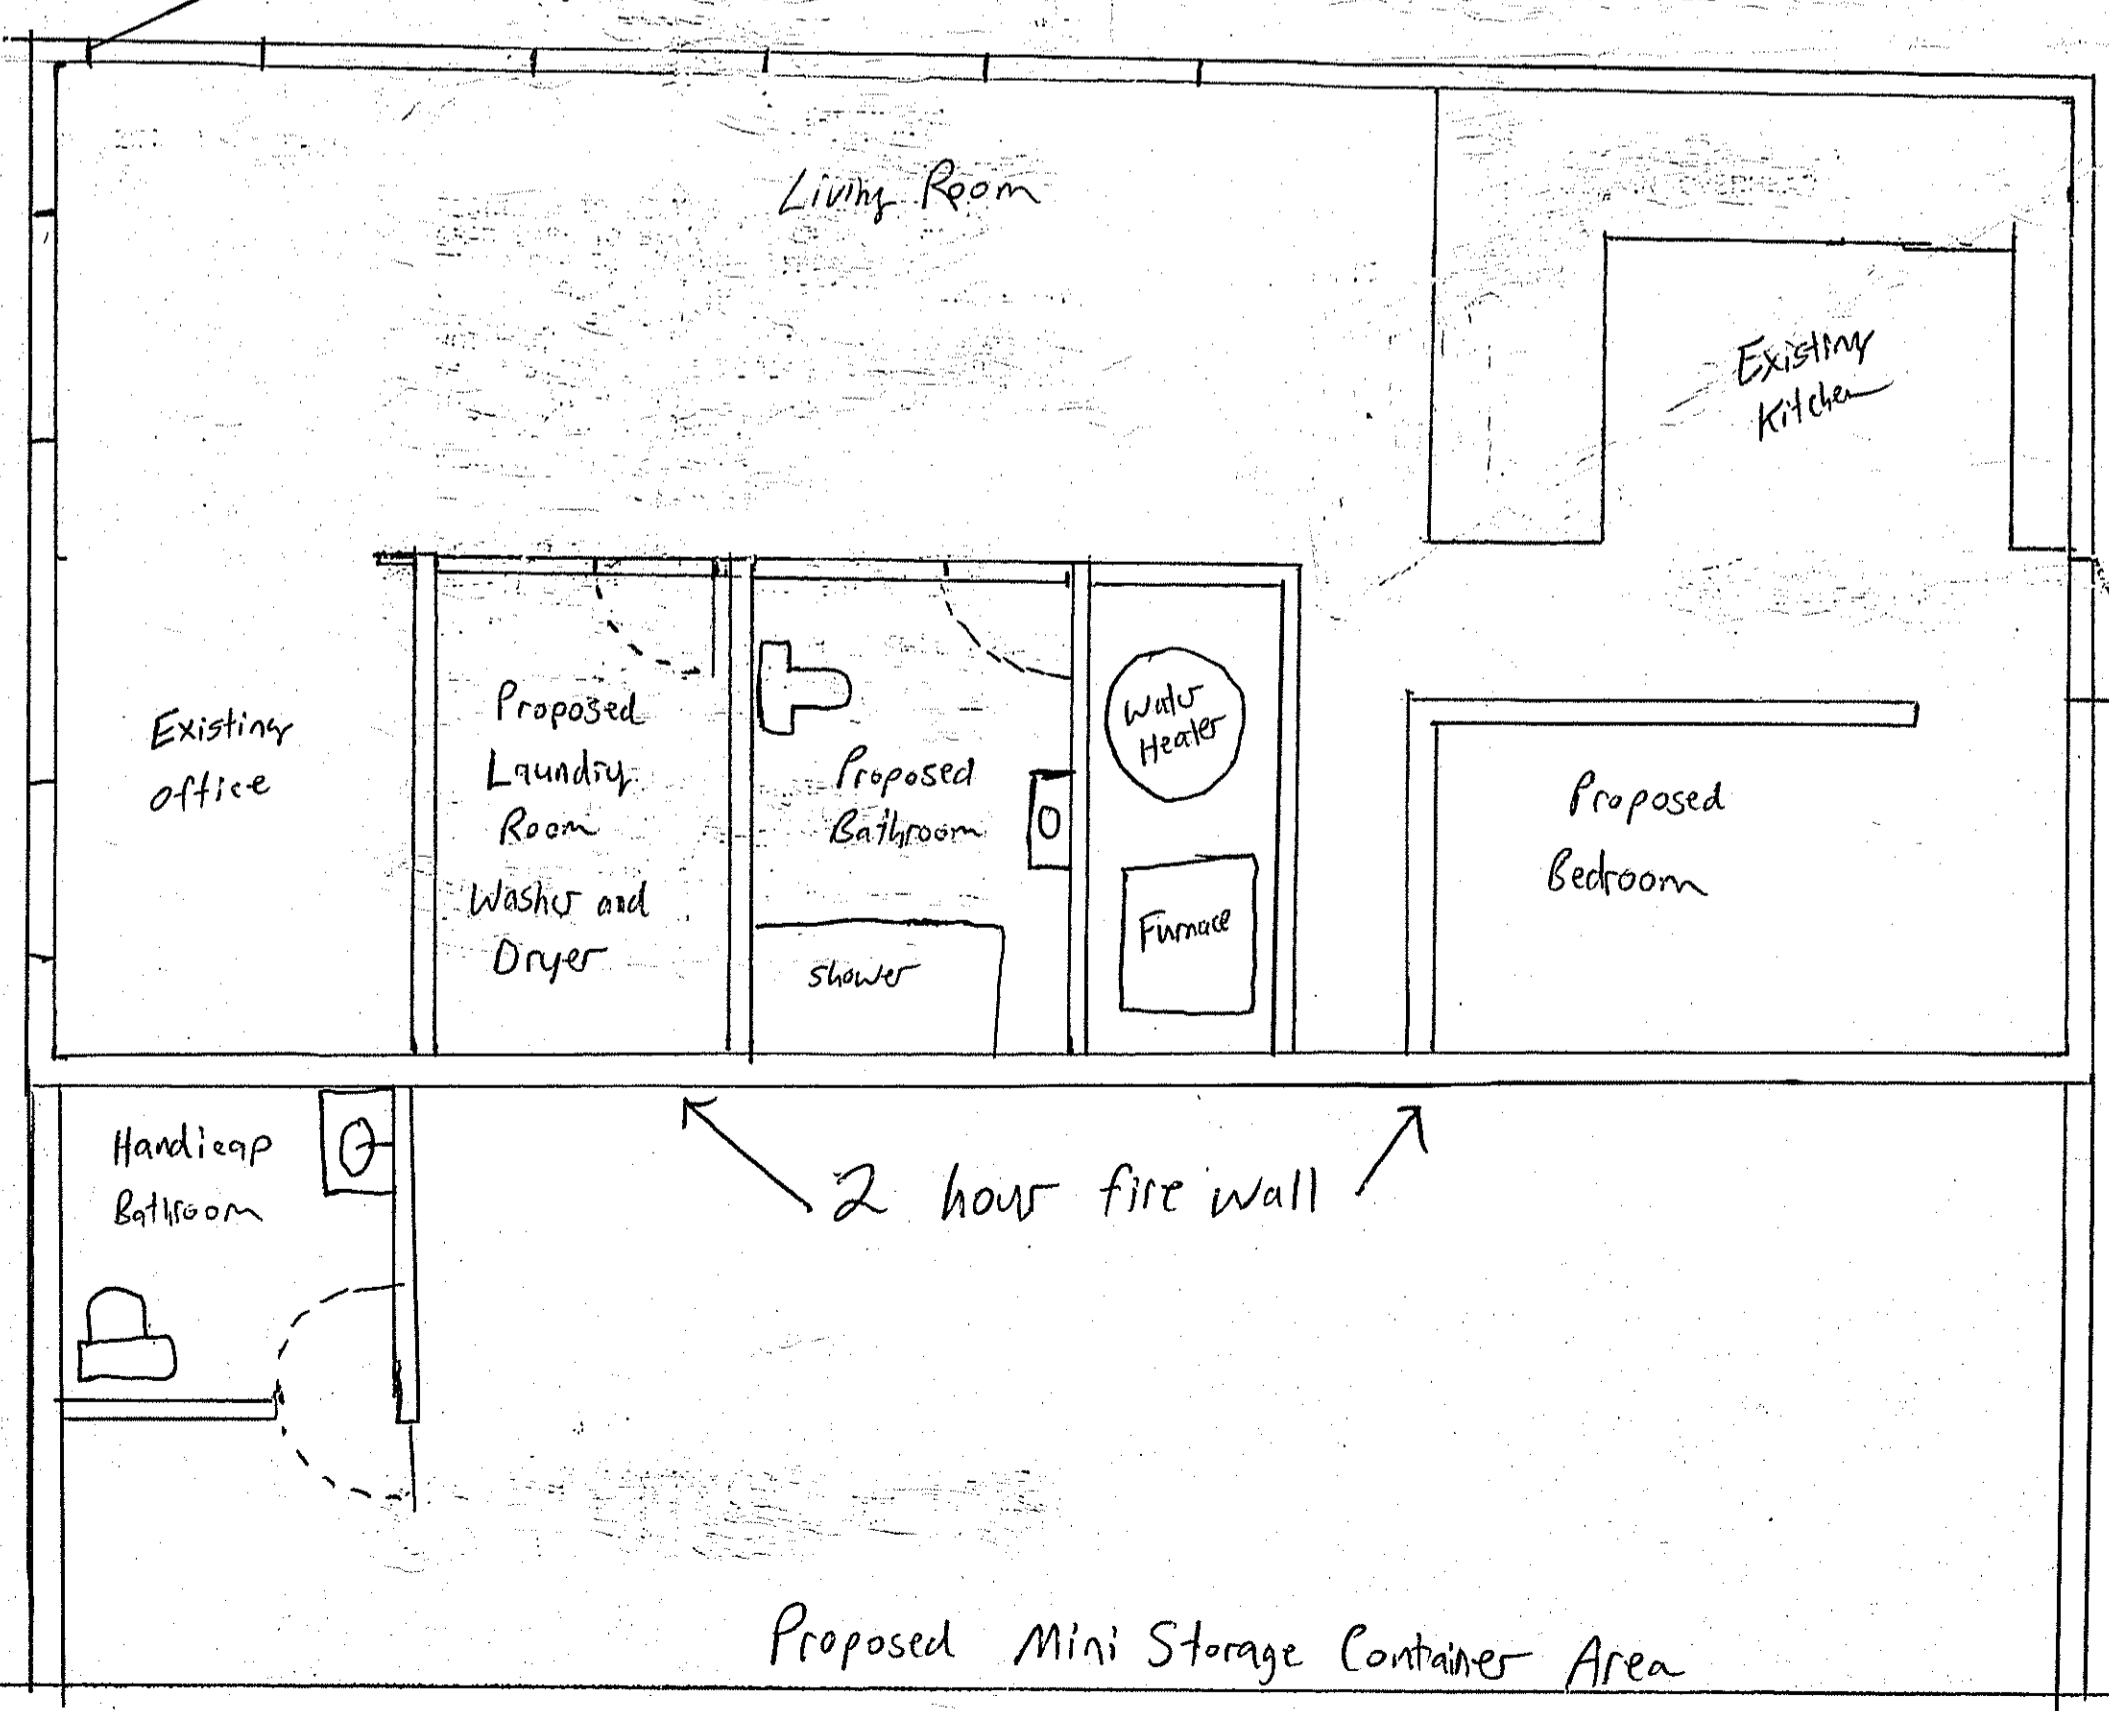 Living Room
Existing
Kitchen
Existing
office
Proposed
Laundry
Room
Washer and
Dryer
Proposed
Bathroom
shower
Water
Heater
Furnace
Proposed
Bedroom
Handicap
Bathroom
2 hour fire wall
Proposed Mini Storage Container Area